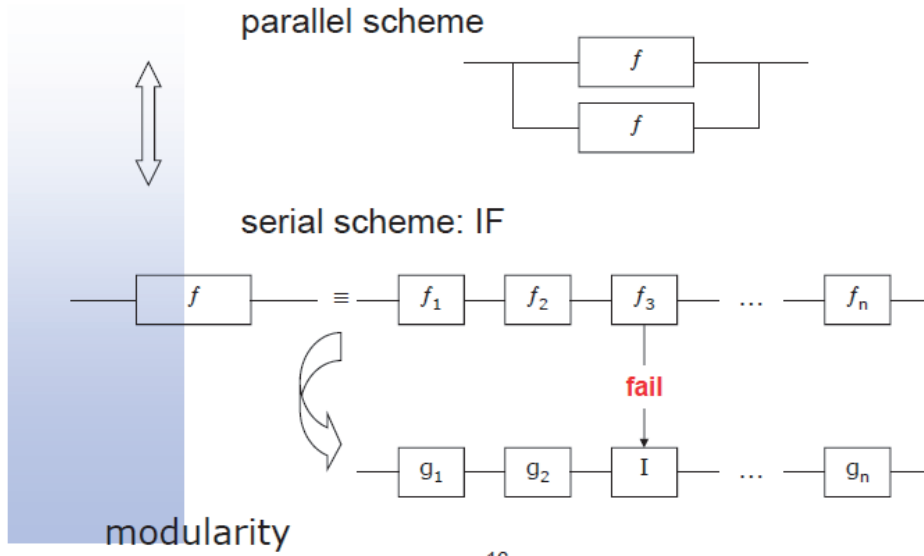 parallel scheme
f
f
serial scheme: IF
f ≡ f₁ f₂ f₃ ... fₙ
fail
g₁ g₂ I ... gₙ
modularity